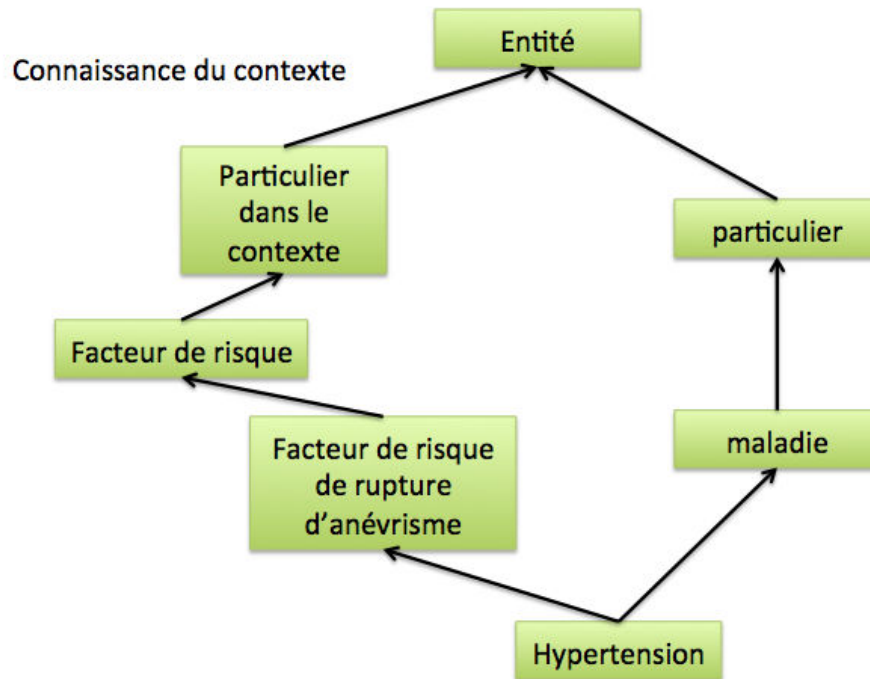 Entité
Connaissance du contexte
Particulier
dans le
contexte
particulier
Facteur de risque
Facteur de risque
de rupture
d'anévrisme
maladie
Hypertension